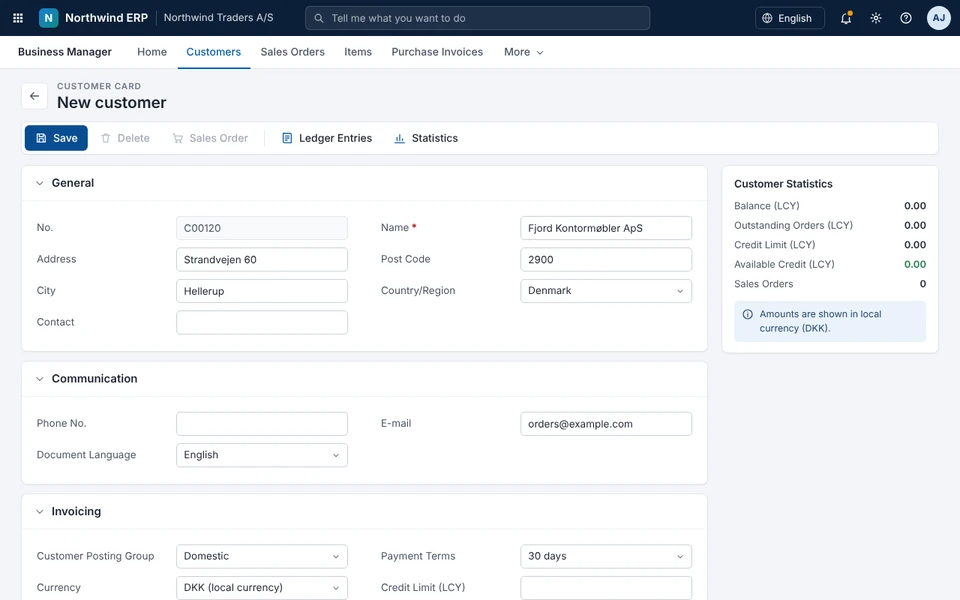 N Northwind ERP Northwind Traders A/S Tell me what you want to do English AJ
Business Manager Home Customers Sales Orders Items Purchase Invoices More
CUSTOMER CARD
New customer
Save Delete Sales Order Ledger Entries Statistics
General
No. C00120 Name * Fjord Kontormøbler ApS
Address Strandvejen 60 Post Code 2900
City Hellerup Country/Region Denmark
Contact
Communication
Phone No. E-mail orders@example.com
Document Language English
Invoicing
Customer Posting Group Domestic Payment Terms 30 days
Currency DKK (local currency) Credit Limit (LCY)
Customer Statistics
Balance (LCY) 0.00
Outstanding Orders (LCY) 0.00
Credit Limit (LCY) 0.00
Available Credit (LCY) 0.00
Sales Orders 0
Amounts are shown in local
currency (DKK).